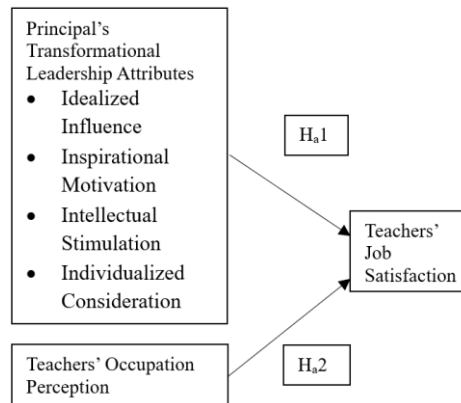 Principal's
Transformational
Leadership Attributes
• Idealized
Influence
• Inspirational
Motivation
• Intellectual
Stimulation
• Individualized
Consideration
Hₐ1
Teachers'
Job
Satisfaction
Teachers' Occupation
Perception
Hₐ2